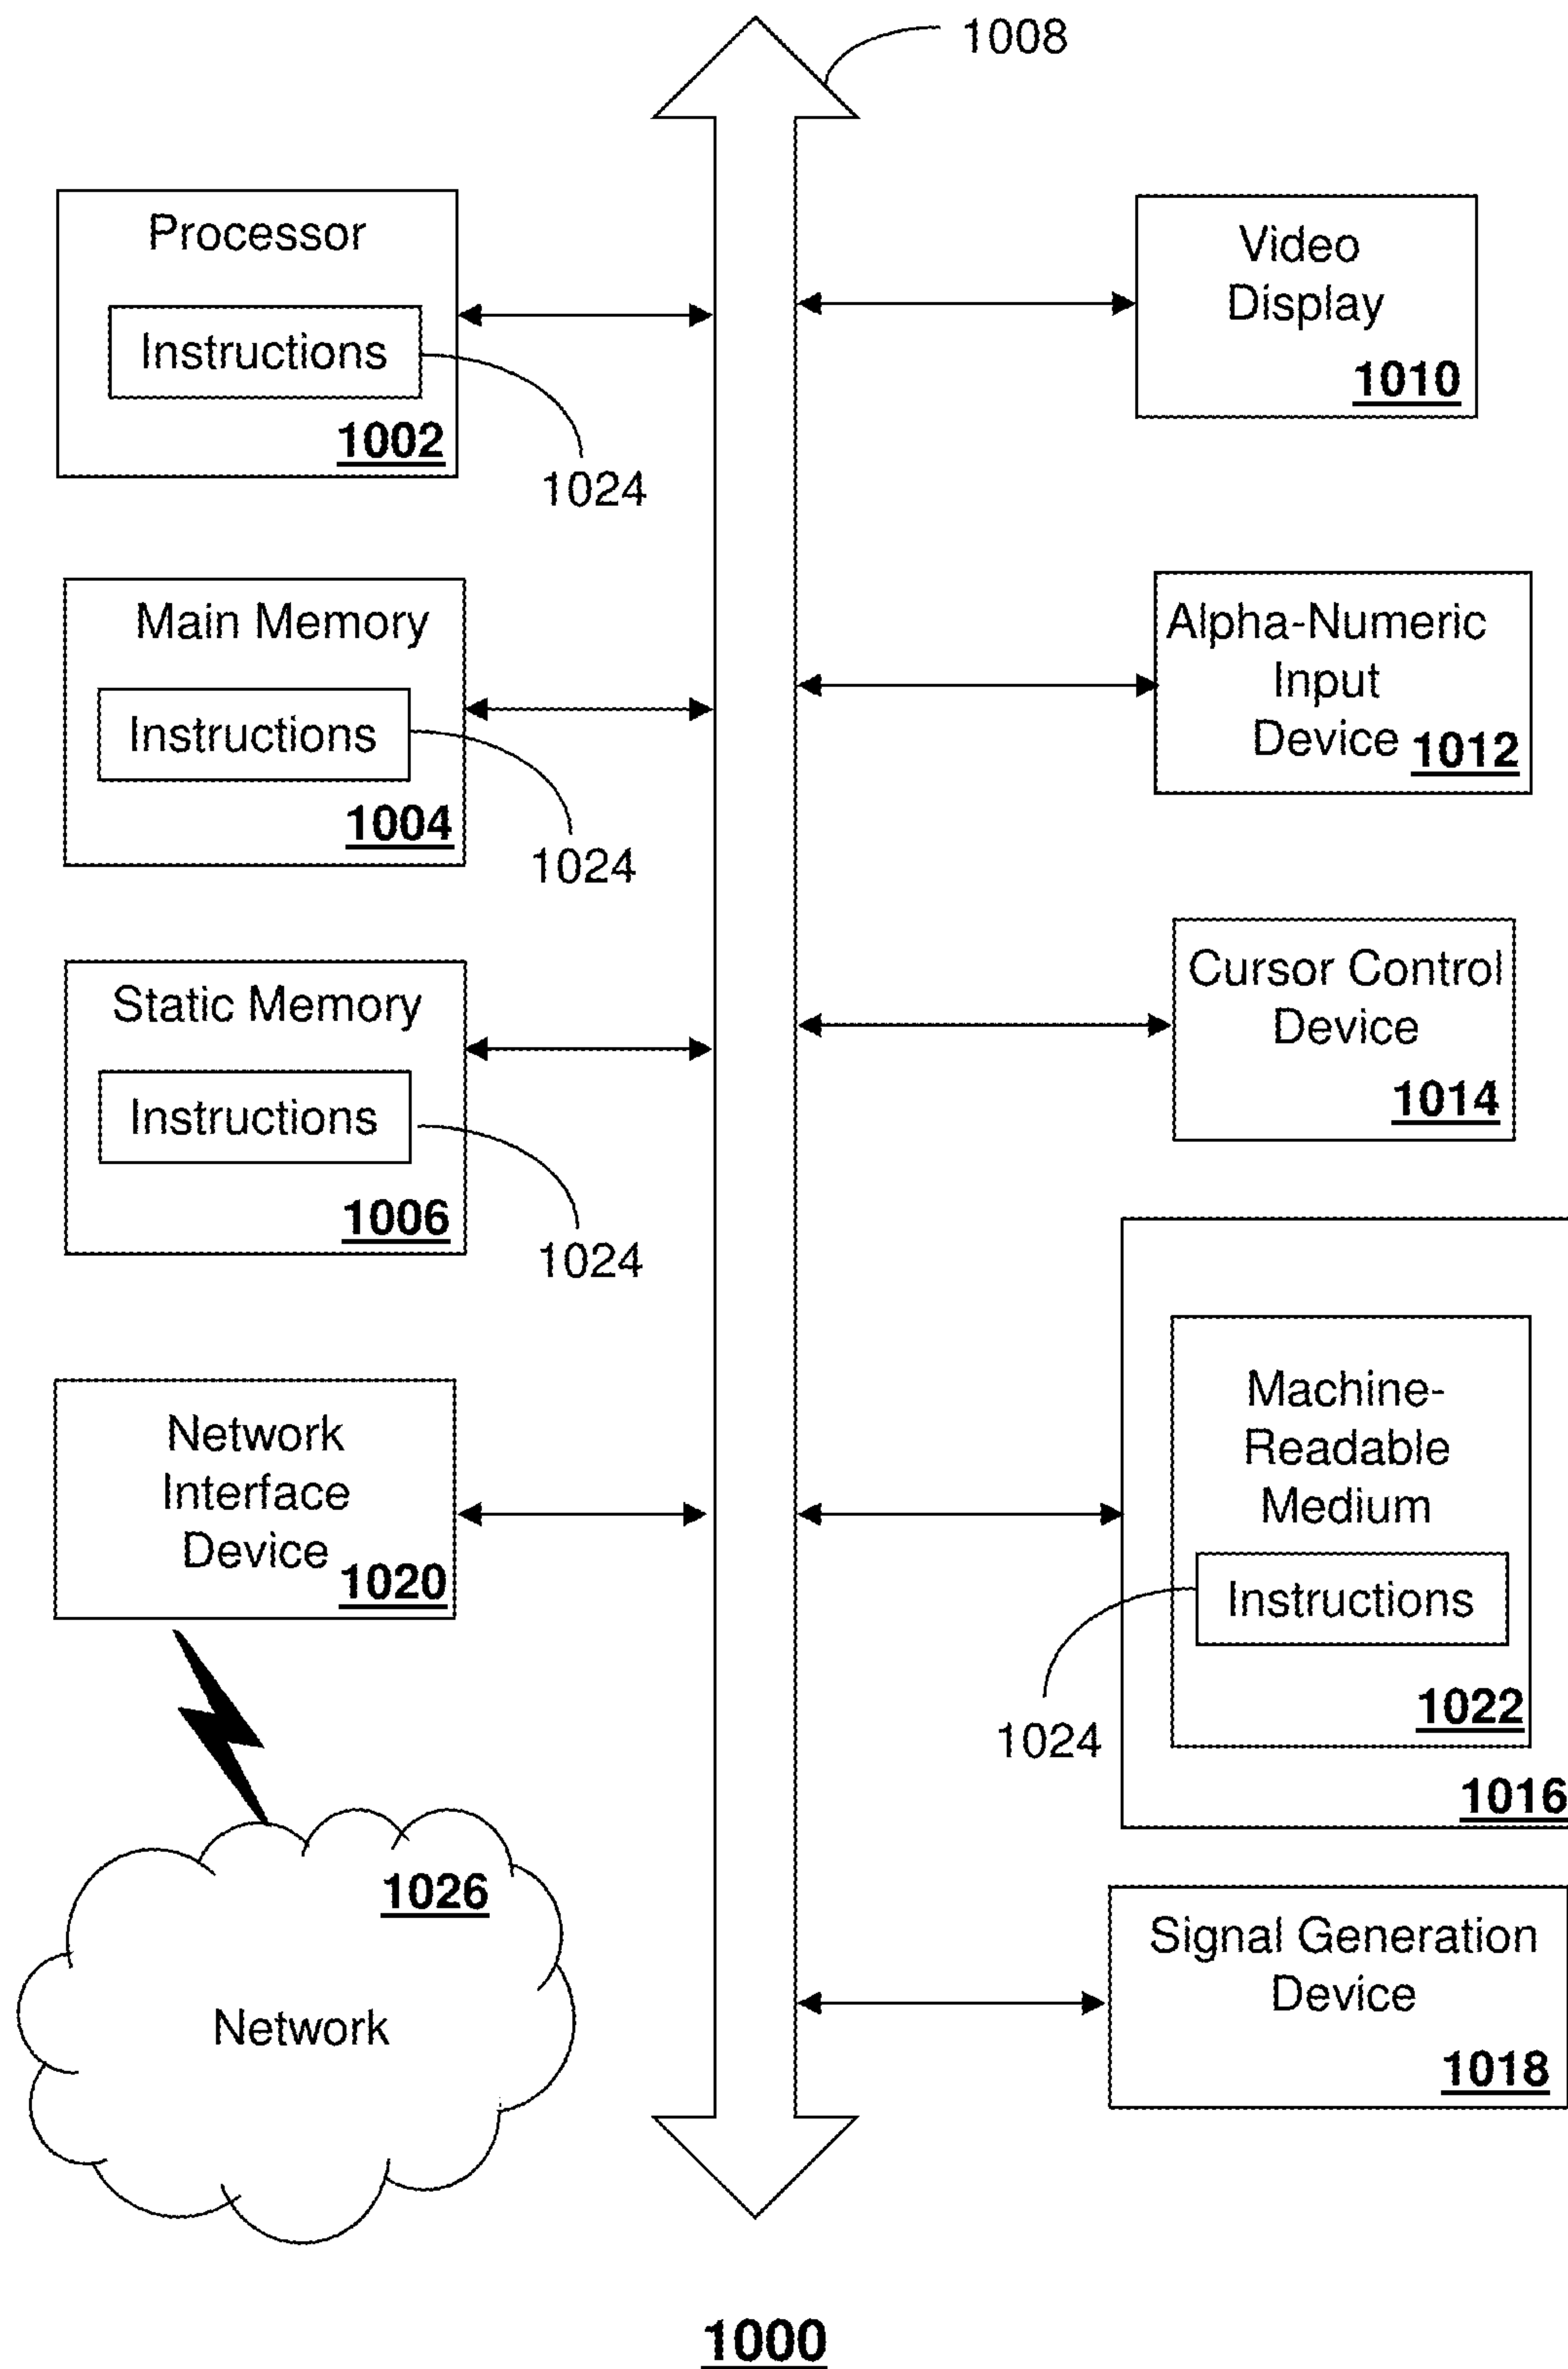 1008
Processor
Instructions
1002
1024
Main Memory
Instructions
1004
1024
Static Memory
Instructions
1006
1024
Network
Interface
Device
1020
1026
Network
Video
Display
1010
Alpha-Numeric
Input
Device 1012
Cursor Control
Device
1014
Machine-
Readable
Medium
Instructions
1022
1024
1016
Signal Generation
Device
1018
1000